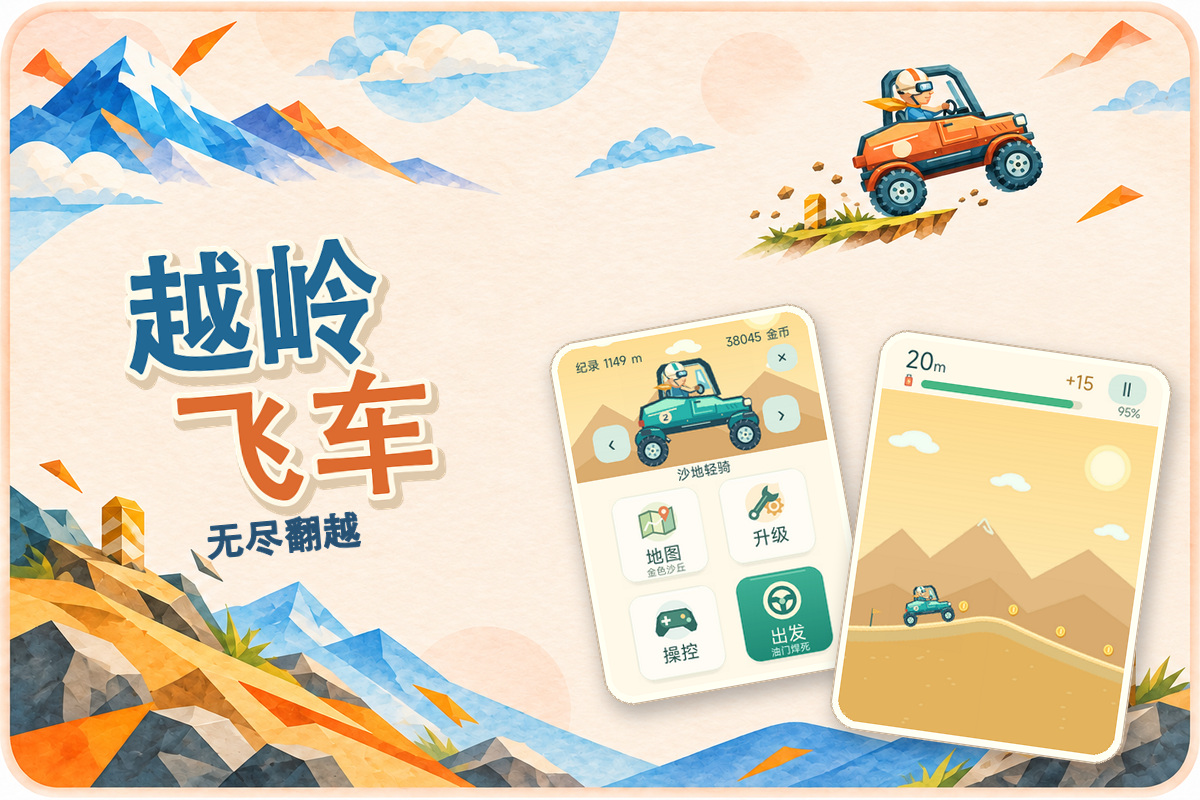 越岭
飞车
无尽翻越
纪录 1149 m
38045 金币
×
‹
›
2
沙地轻骑
地图
金色沙丘
升级
操控
出发
油门焊死
20m
+15
95%